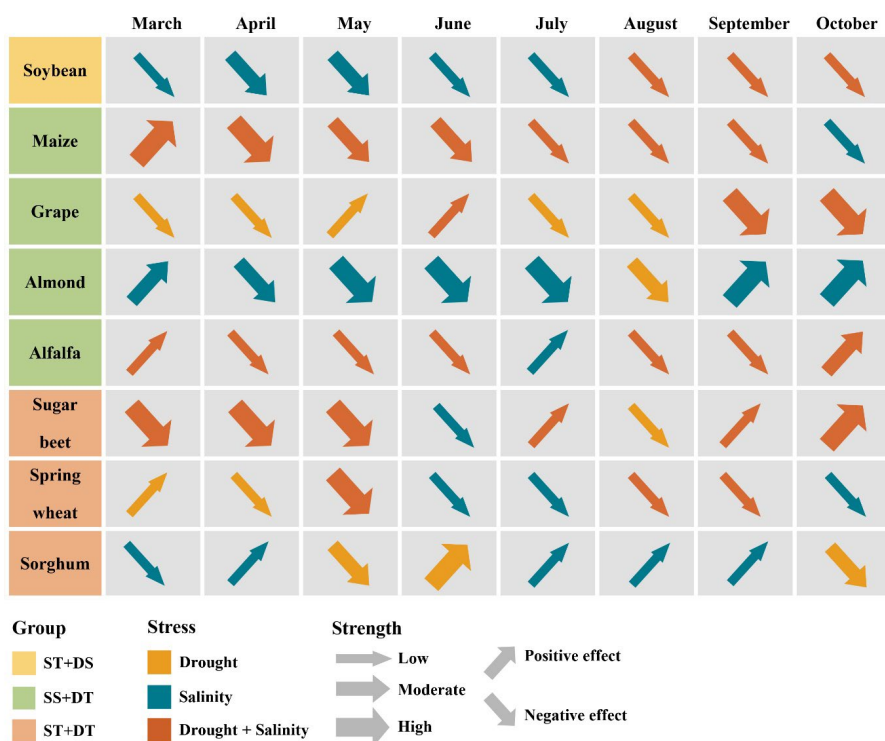 March April May June July August September October
Soybean
Maize
Grape
Almond
Alfalfa
Sugar
beet
Spring
wheat
Sorghum
Group Stress Strength
ST+DS Drought Low Positive effect
SS+DT Salinity Moderate Negative effect
ST+DT Drought + Salinity High